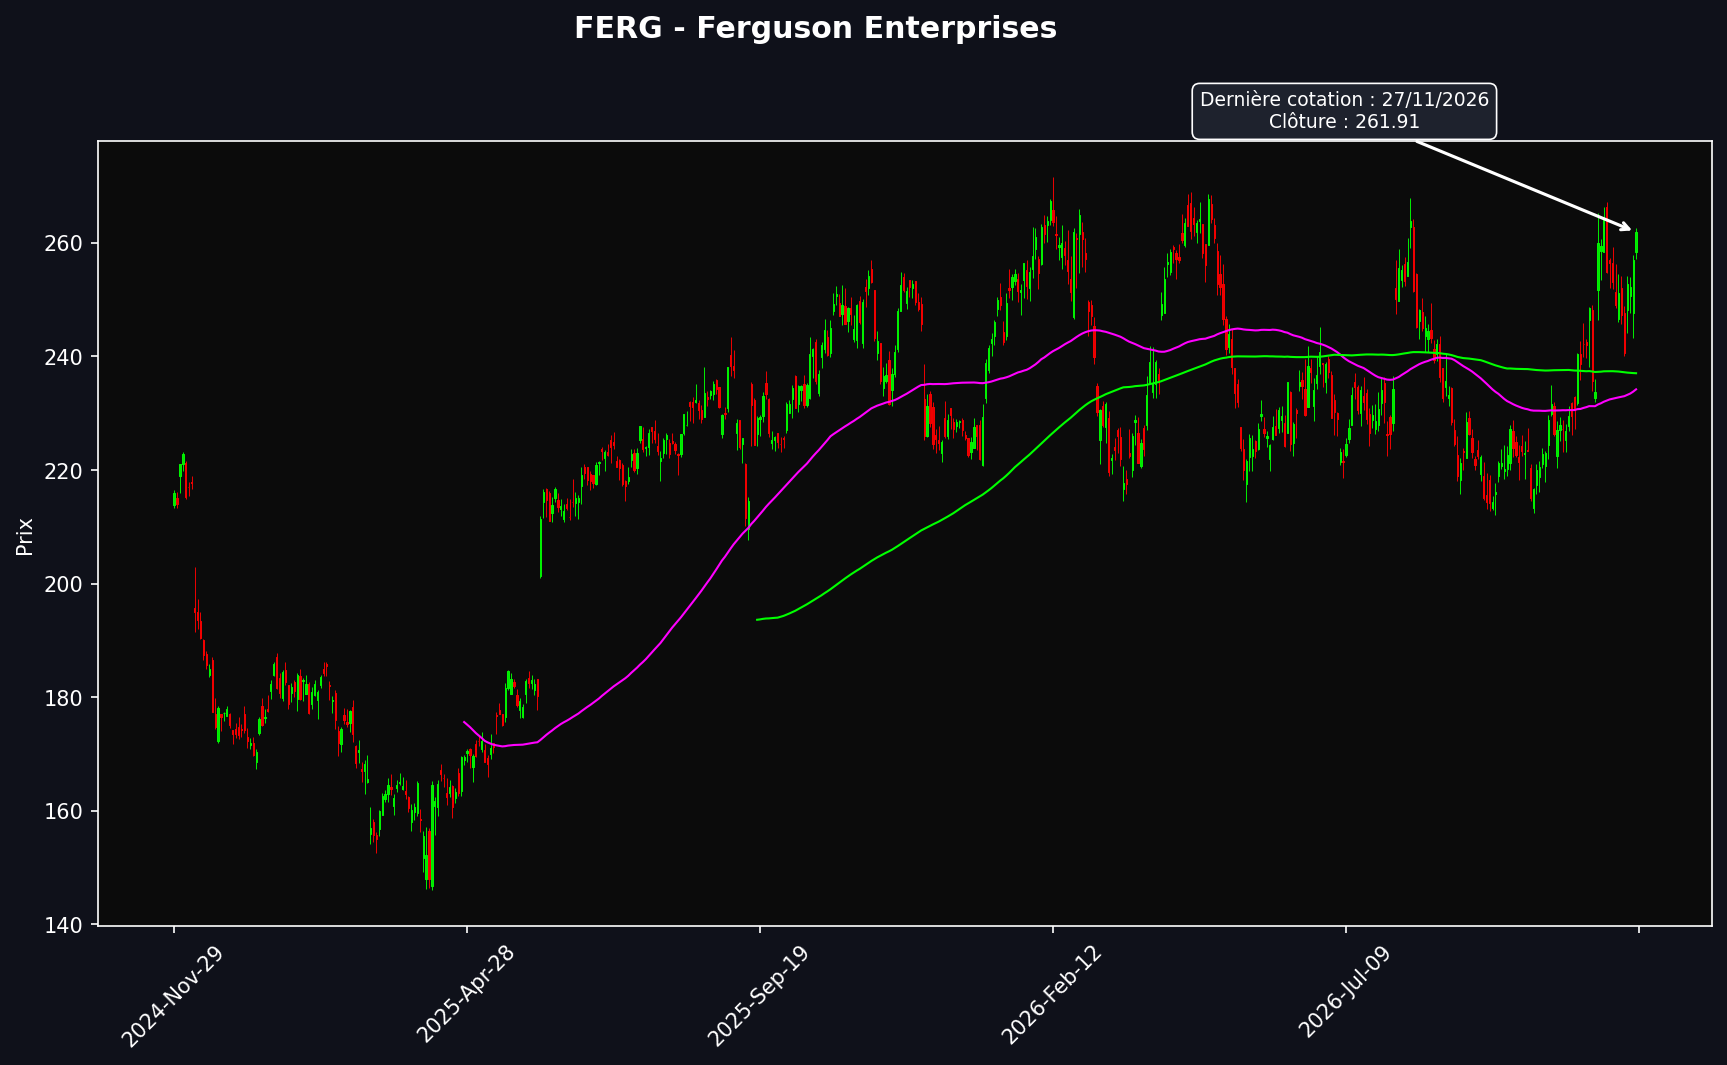 FERG - Ferguson Enterprises
Dernière cotation : 27/11/2026
Clôture : 261.91
Prix
260
240
220
200
180
160
140
2024-Nov-29
2025-Apr-28
2025-Sep-19
2026-Feb-12
2026-Jul-09